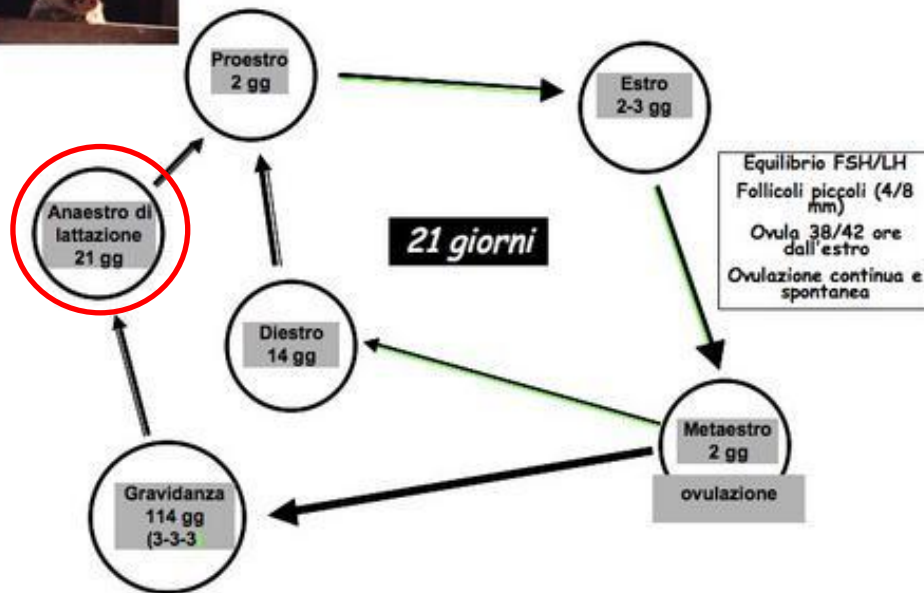 Proestro
2 gg
Estro
2-3 gg
Equilibrio FSH/LH
Follicoli piccoli (4/8
mm)
Ovula 38/42 ore
dall'estro
Ovulazione continua e
spontanea
Anaestro di
lattazione
21 gg
21 giorni
Diestro
14 gg
Metaestro
2 gg
ovulazione
Gravidanza
114 gg
(3-3-3)